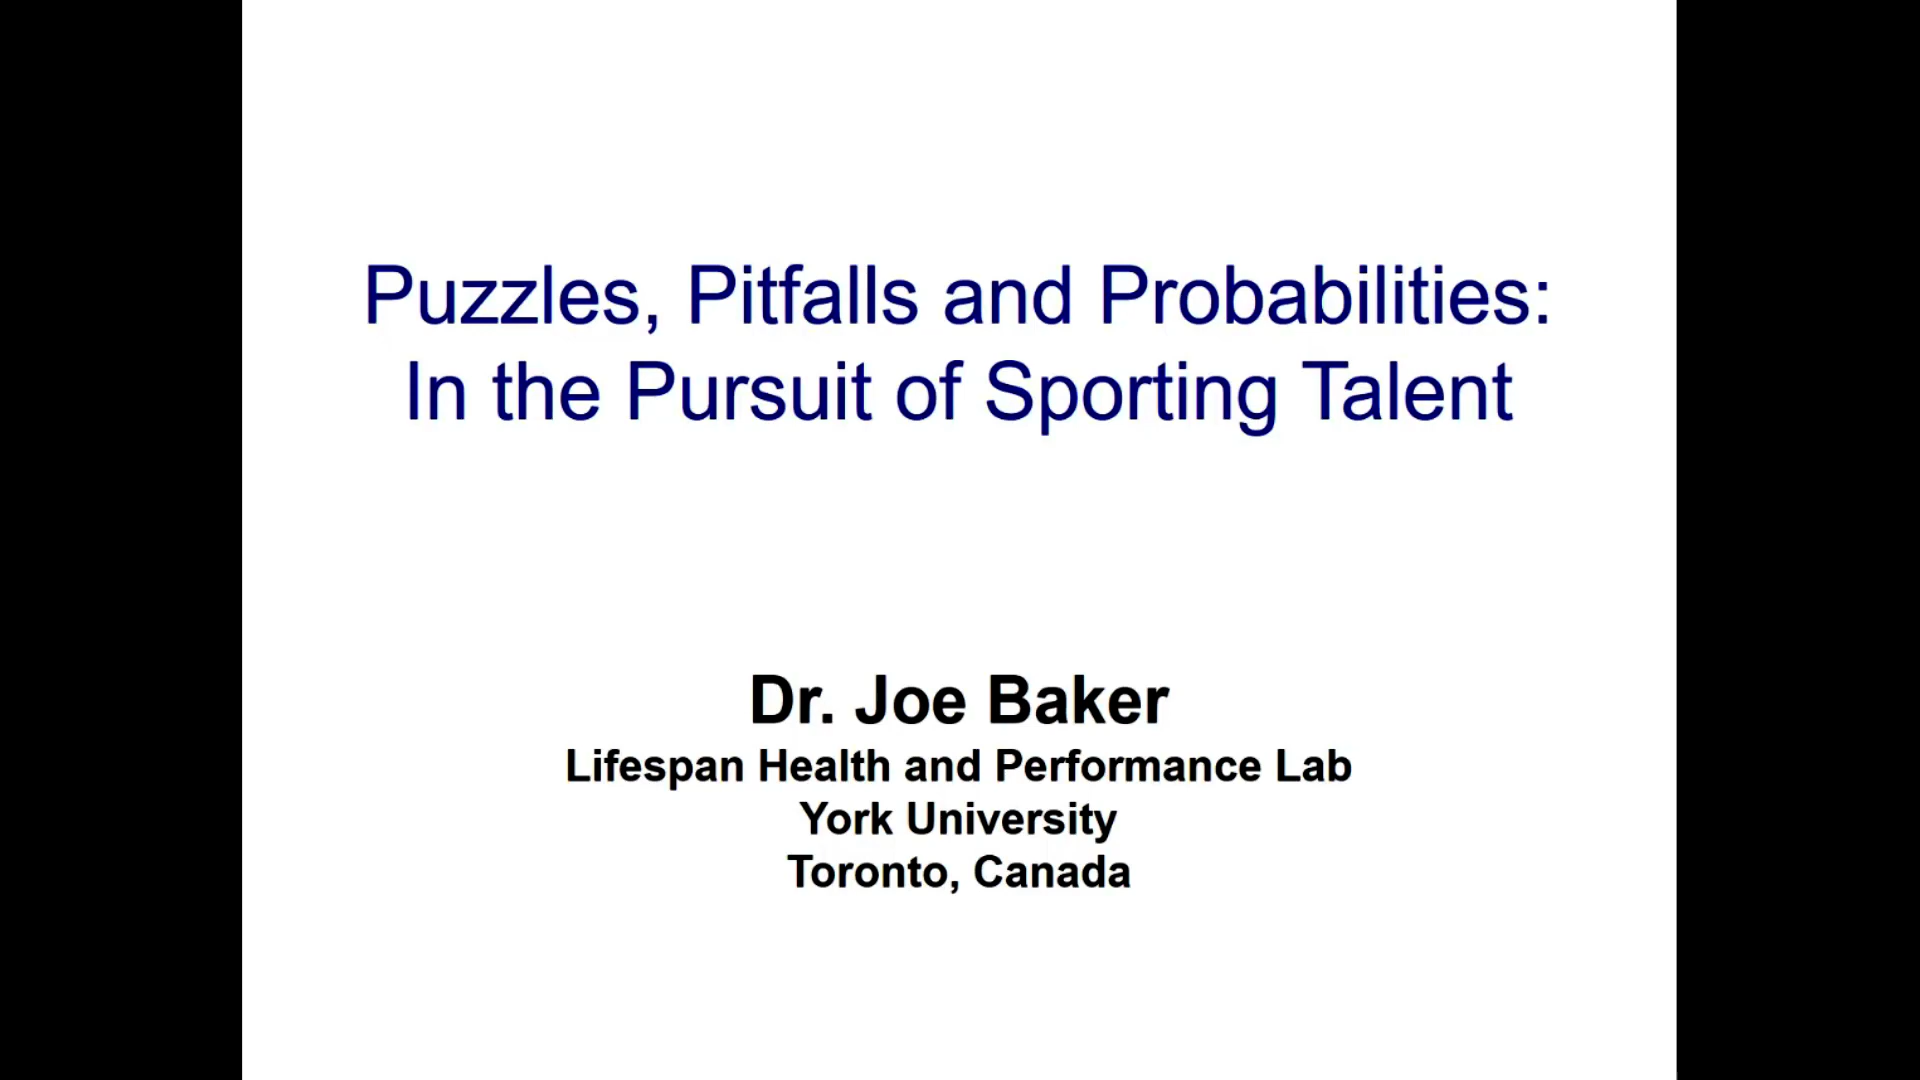 Puzzles, Pitfalls and Probabilities:
In the Pursuit of Sporting Talent
Dr. Joe Baker
Lifespan Health and Performance Lab
York University
Toronto, Canada